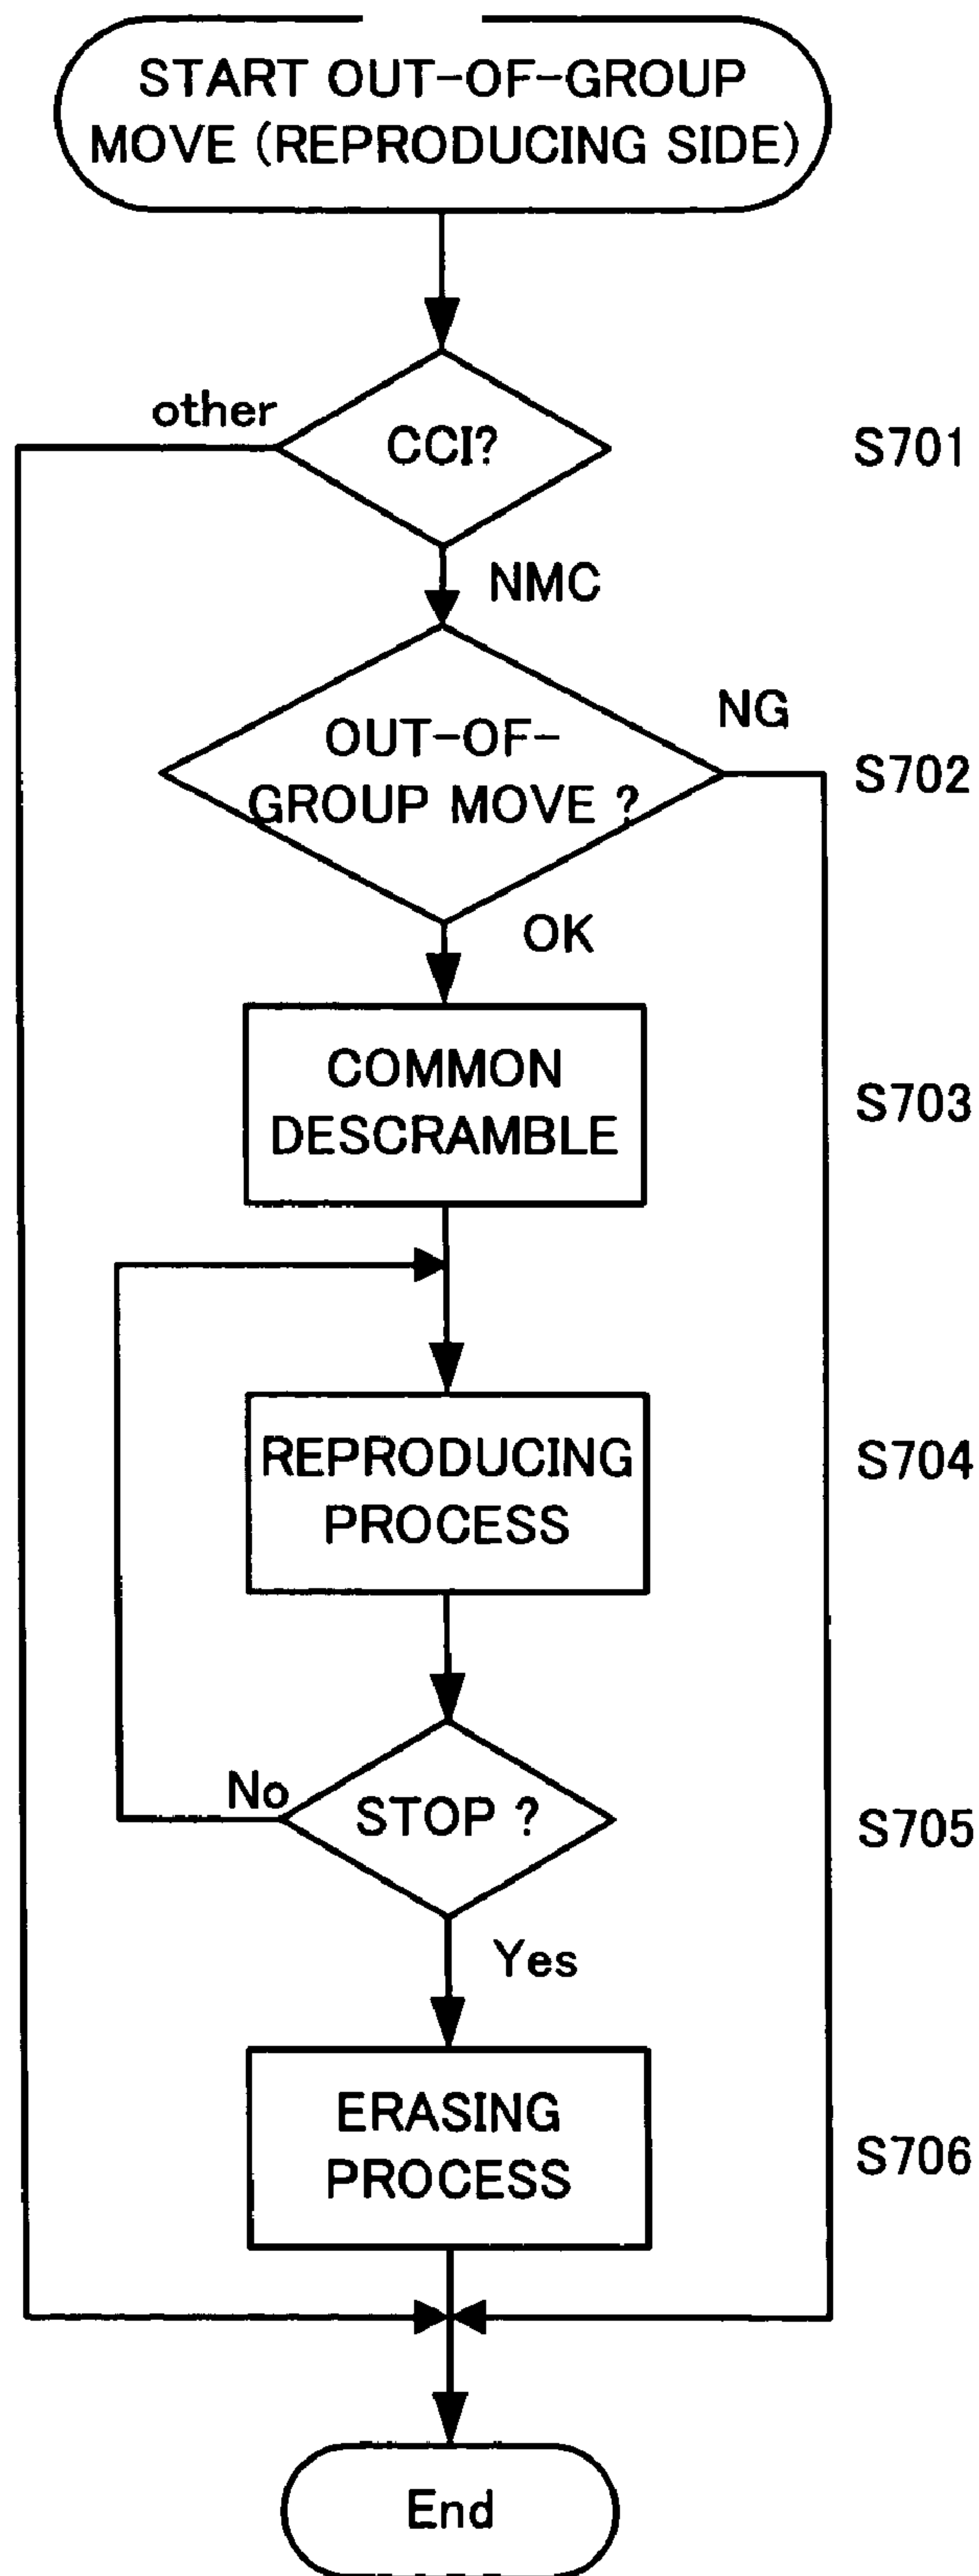 START OUT-OF-GROUP
MOVE (REPRODUCING SIDE)
other
CCI?
S701
NMC
NG
OUT-OF-
GROUP MOVE ?
S702
OK
COMMON
DESCRAMBLE
S703
REPRODUCING
PROCESS
S704
No
STOP ?
S705
Yes
ERASING
PROCESS
S706
End